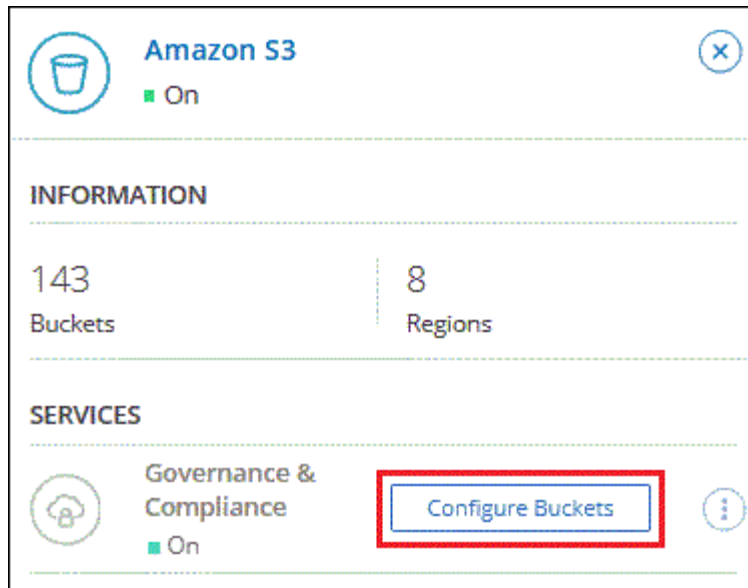 Amazon S3
On
INFORMATION
143
8
Buckets
Regions
SERVICES
Governance &
Compliance
Configure Buckets
On